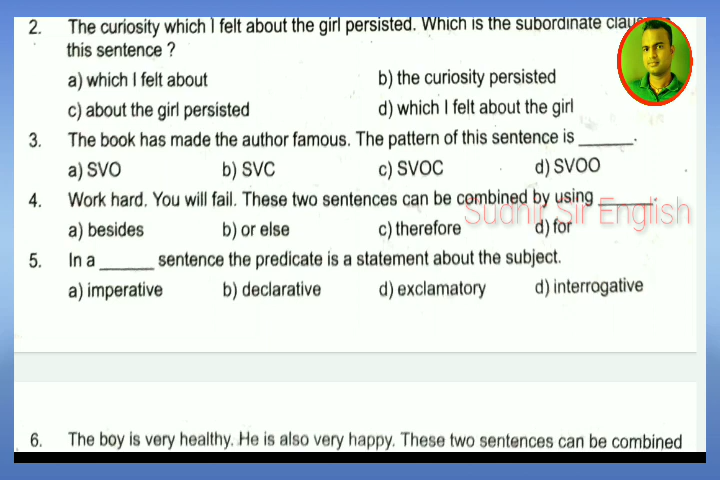 2. The curiosity which I felt about the girl persisted. Which is the subordinate
this sentence ?
a) which I felt about b) the curiosity persisted
c) about the girl persisted d) which I felt about the girl
3. The book has made the author famous. The pattern of this sentence is ______.
a) SVO b) SVC c) SVOC d) SVOO
4. Work hard. You will fail. These two sentences can be combined by using ______.
Sudhir Sir English
a) besides b) or else c) therefore d) for
5. In a ______ sentence the predicate is a statement about the subject.
a) imperative b) declarative d) exclamatory d) interrogative
6. The boy is very healthy. He is also very happy. These two sentences can be combined